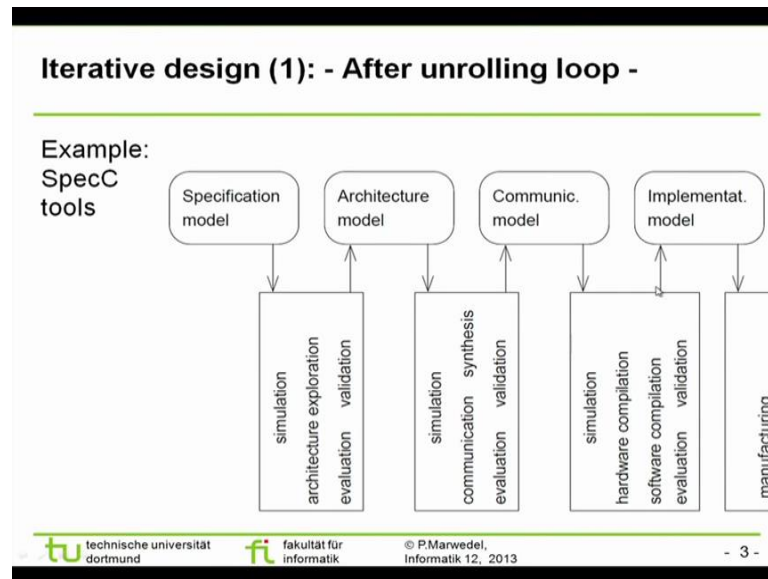 Iterative design (1): - After unrolling loop -
Example:
SpecC
tools
Specification
model
Architecture
model
Communic.
model
Implementat.
model
simulation
architecture exploration
evaluation validation
simulation
communication synthesis
evaluation validation
simulation
hardware compilation
software compilation
evaluation validation
manufacturing
tu technische universität
dortmund
fi fakultät für
informatik
© P.Marwedel,
Informatik 12, 2013
- 3 -